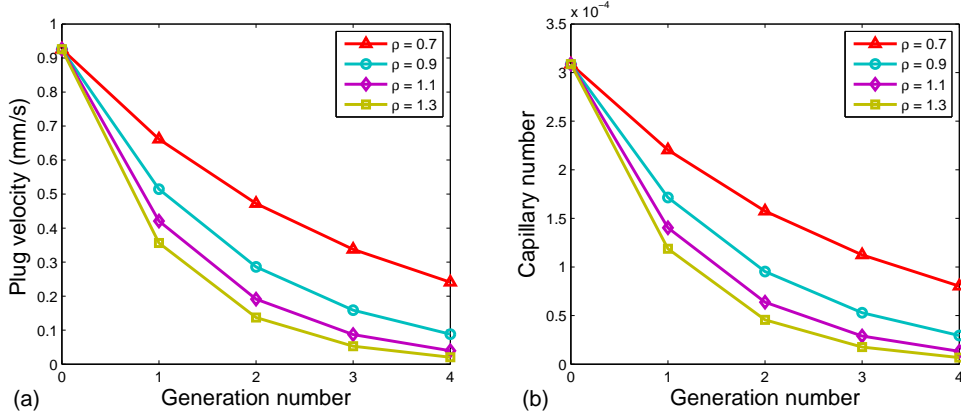 1
0.9
0.8
0.7
0.6
0.5
0.4
0.3
0.2
0.1
0
Plug velocity (mm/s)
ρ = 0.7
ρ = 0.9
ρ = 1.1
ρ = 1.3
0 1 2 3 4
Generation number
(a)
x 10⁻⁴
3.5
3
2.5
2
1.5
1
0.5
0
Capillary number
ρ = 0.7
ρ = 0.9
ρ = 1.1
ρ = 1.3
0 1 2 3 4
Generation number
(b)